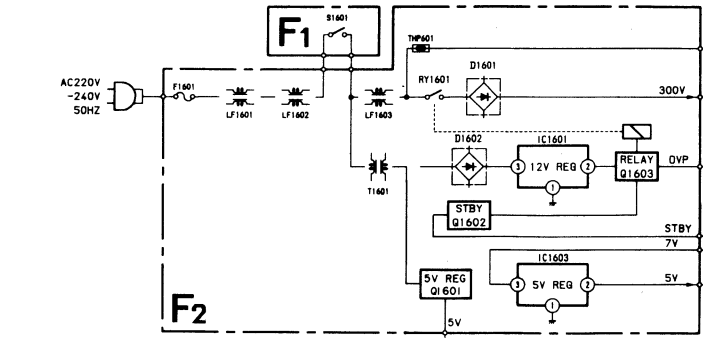 F1
S1601
THP601
AC220V
-240V
50HZ
F1601
LF1601
LF1602
LF1603
RY1601
D1601
300V
D1602
IC1601
3
12V REG
2
1
RELAY
Q1603
OVP
T1601
STBY
Q1602
STBY
7V
IC1603
3
5V REG
2
1
5V
5V REG
Q1601
5V
F2